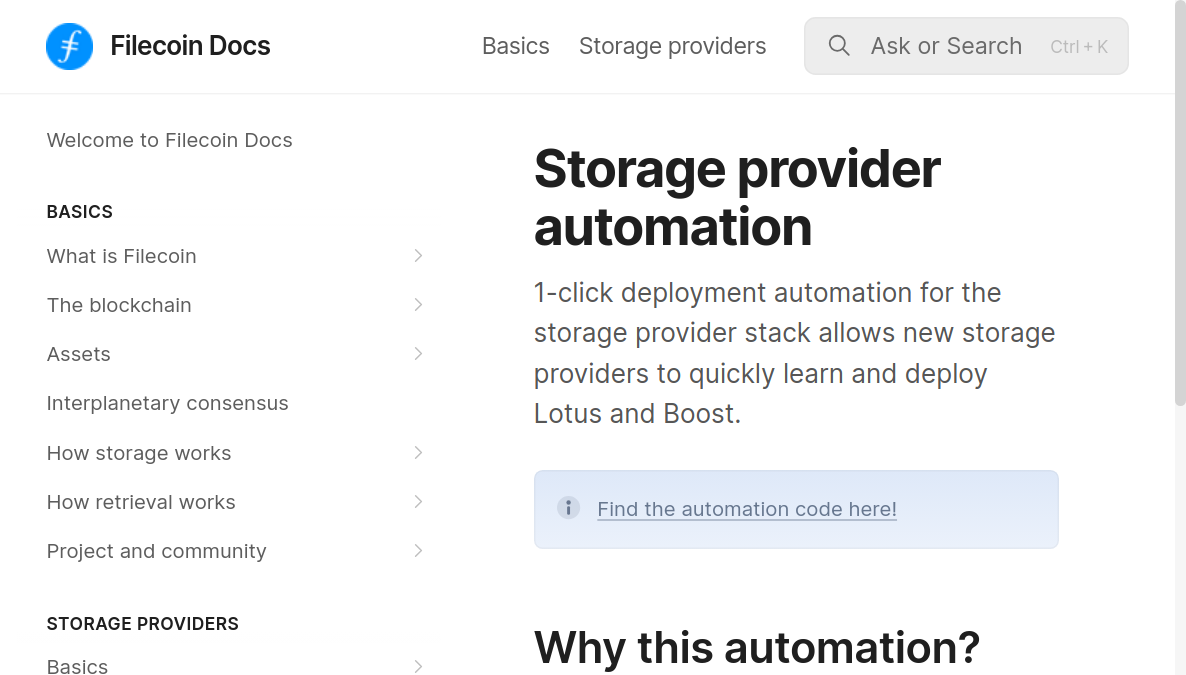 Filecoin Docs
Basics
Storage providers
Ask or Search
Ctrl + K
Welcome to Filecoin Docs
BASICS
What is Filecoin
The blockchain
Assets
Interplanetary consensus
How storage works
How retrieval works
Project and community
STORAGE PROVIDERS
Basics
Storage provider
automation
1-click deployment automation for the
storage provider stack allows new storage
providers to quickly learn and deploy
Lotus and Boost.
Find the automation code here!
Why this automation?